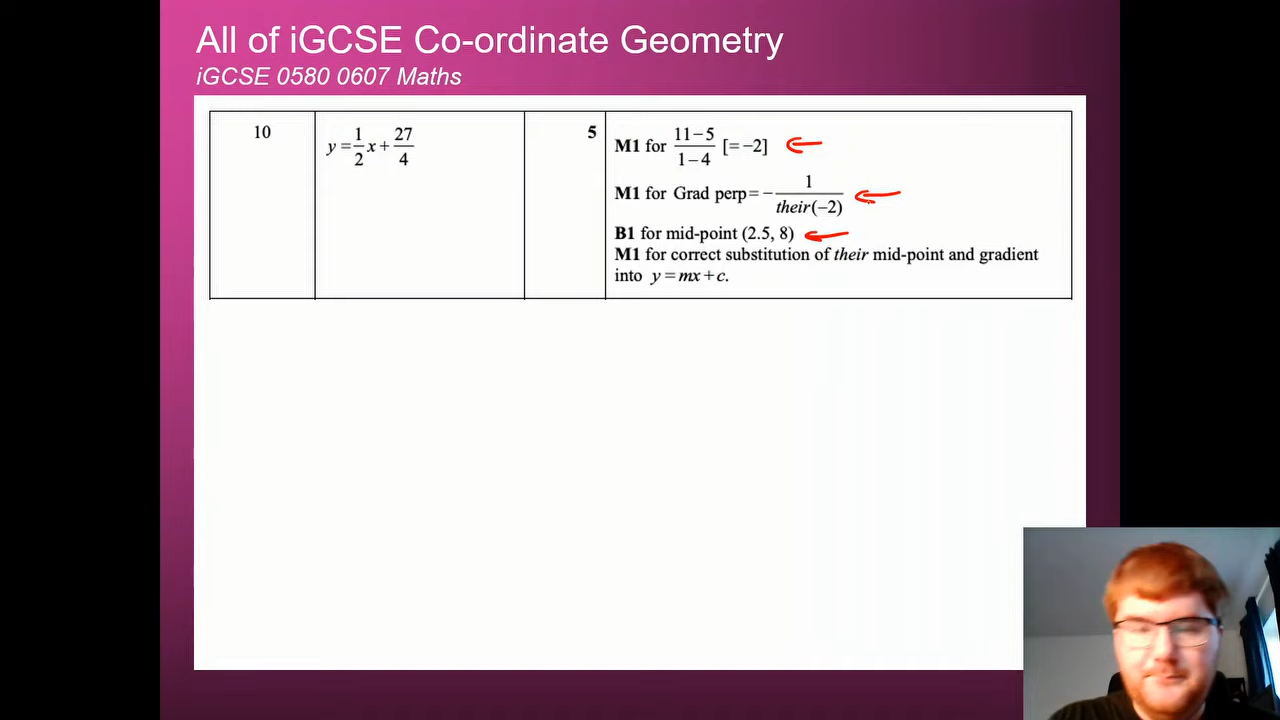 All of iGCSE Co-ordinate Geometry
iGCSE 0580 0607 Maths
10
y = 1/2 x + 27/4
5
M1 for (11−5)/(1−4) [= −2]
M1 for Grad perp = − 1/their(−2)
B1 for mid-point (2.5, 8)
M1 for correct substitution of their mid-point and gradient
into y = mx + c.